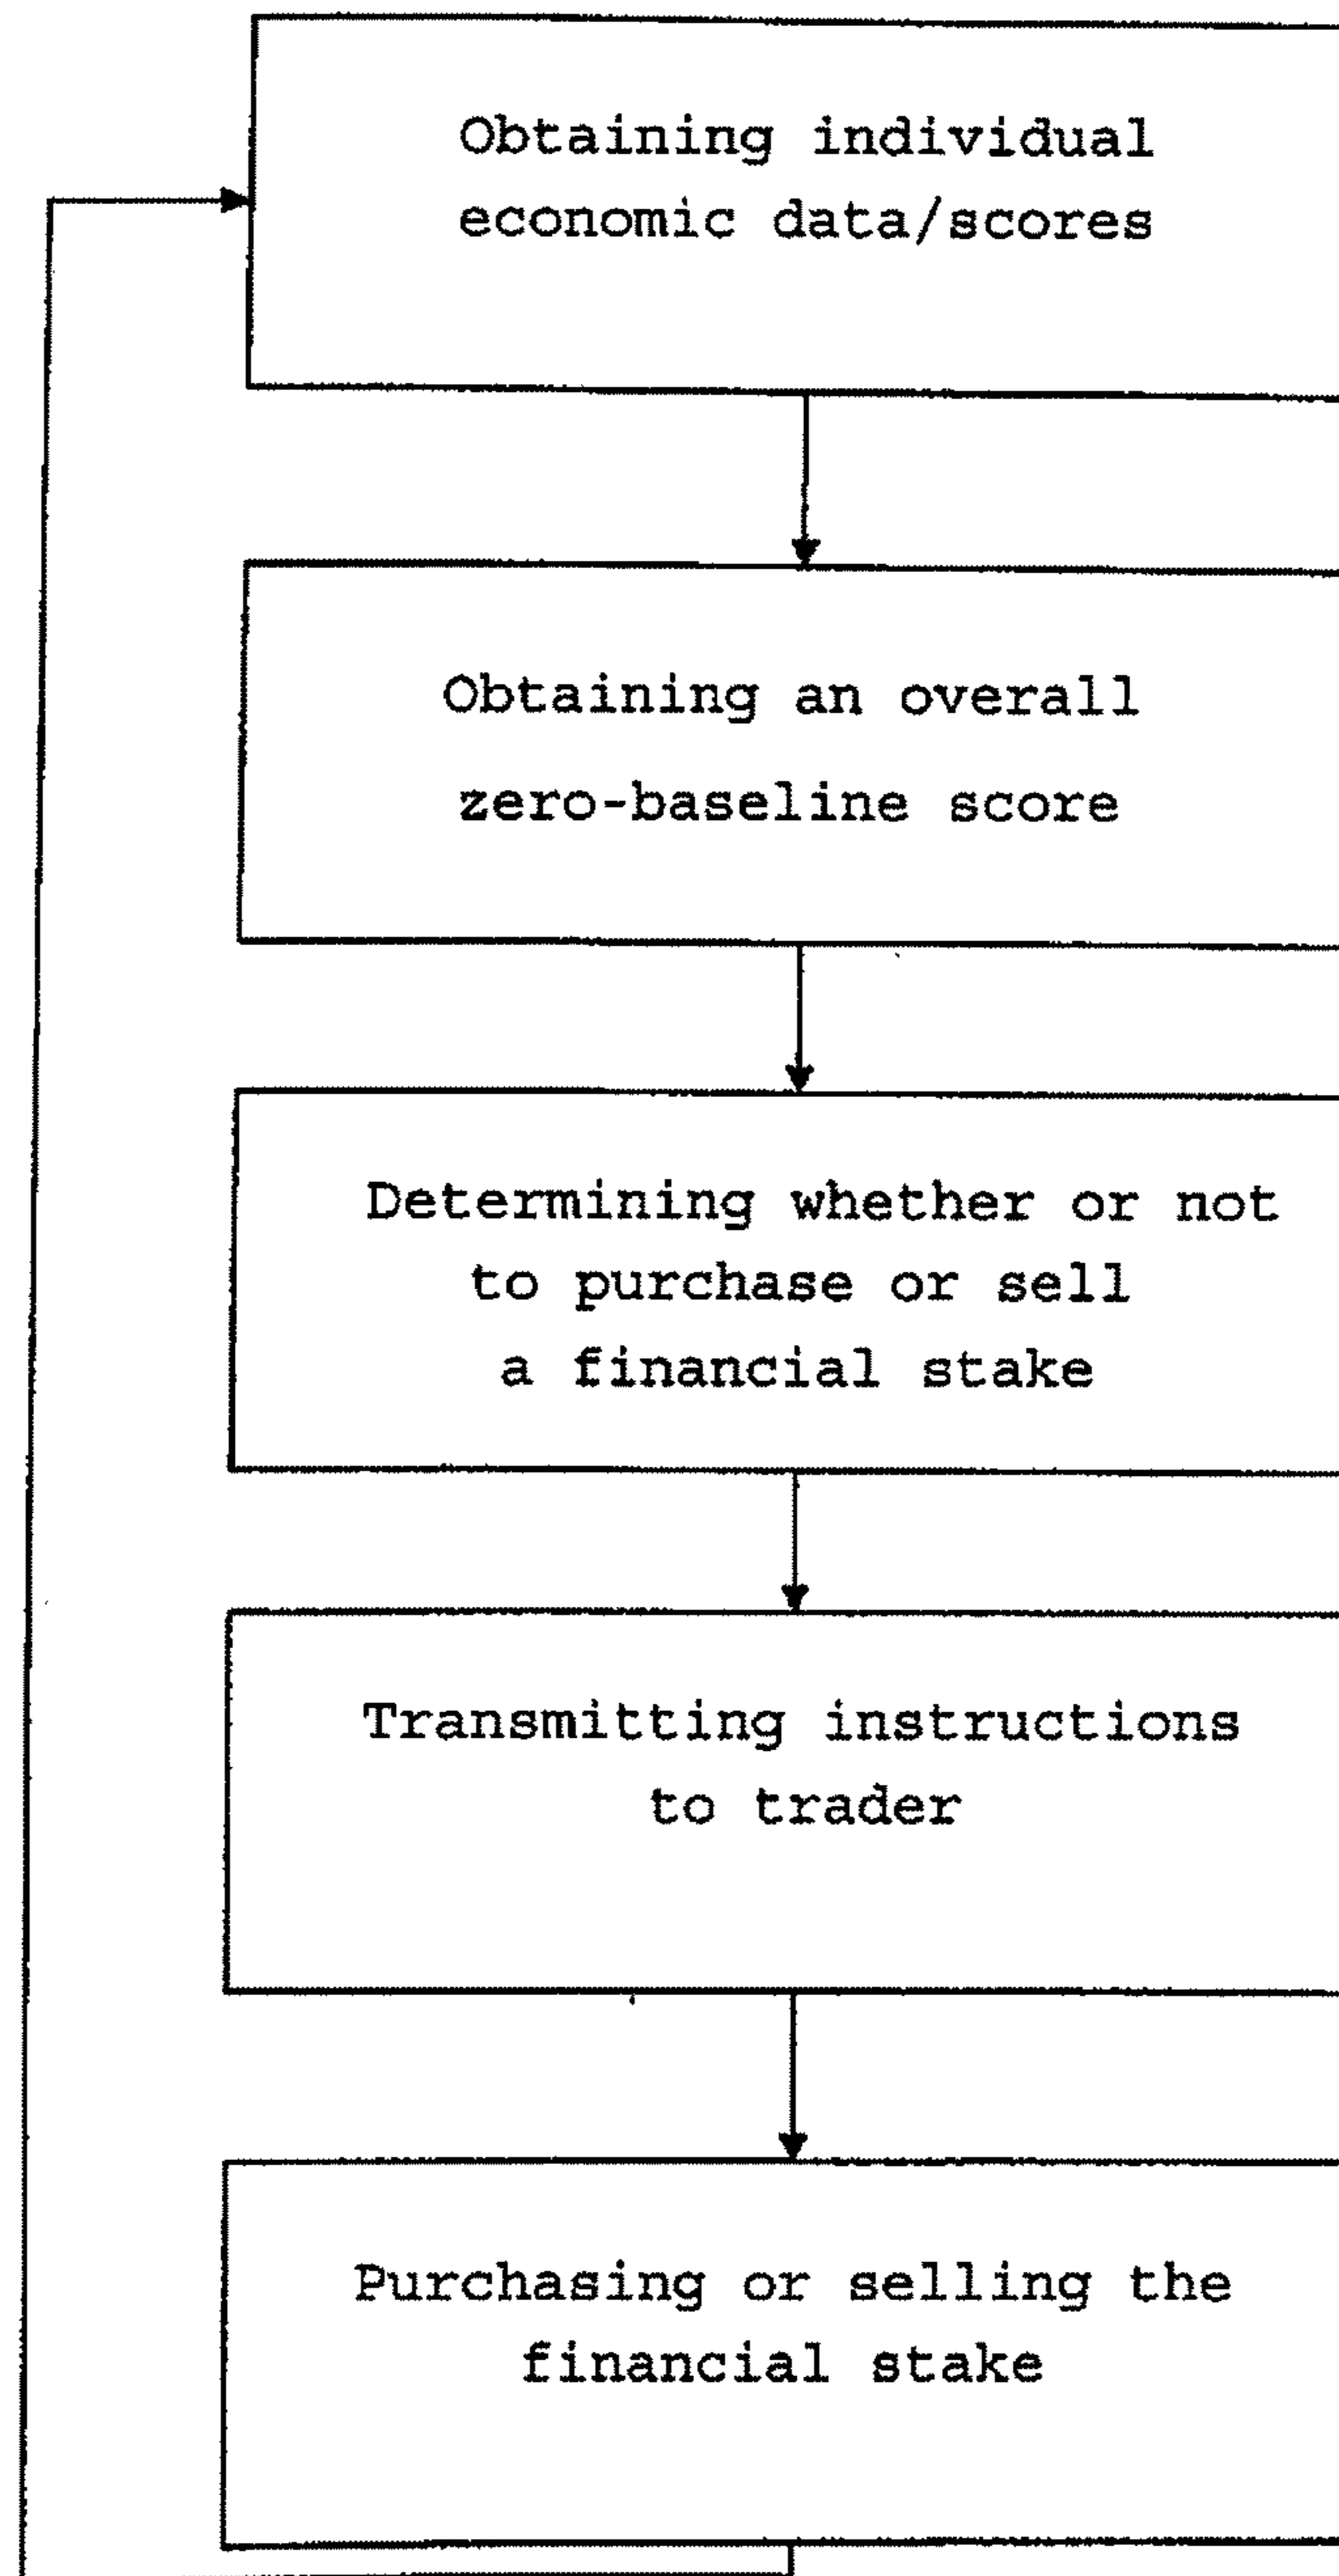 Obtaining individual
economic data/scores
Obtaining an overall
zero-baseline score
Determining whether or not
to purchase or sell
a financial stake
Transmitting instructions
to trader
Purchasing or selling the
financial stake